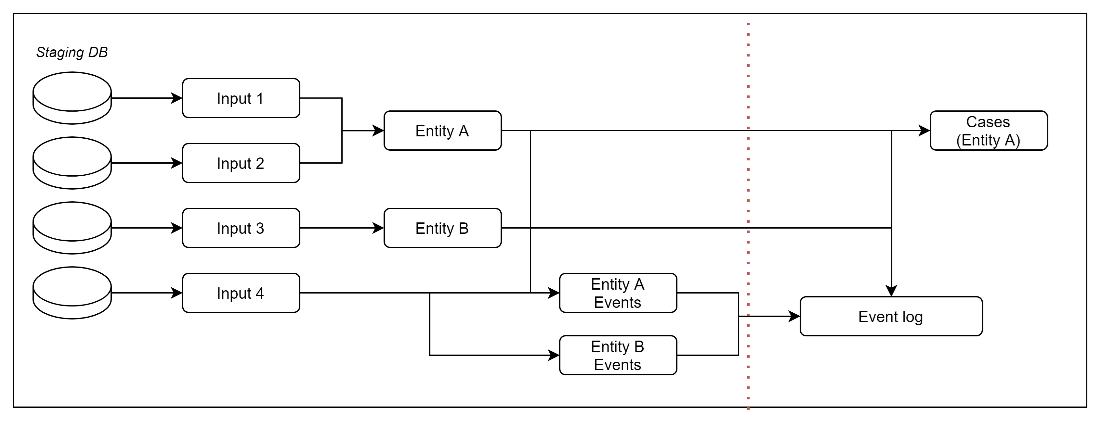 Staging DB
Input 1
Input 2
Input 3
Input 4
Entity A
Entity B
Entity A
Events
Entity B
Events
Cases
(Entity A)
Event log